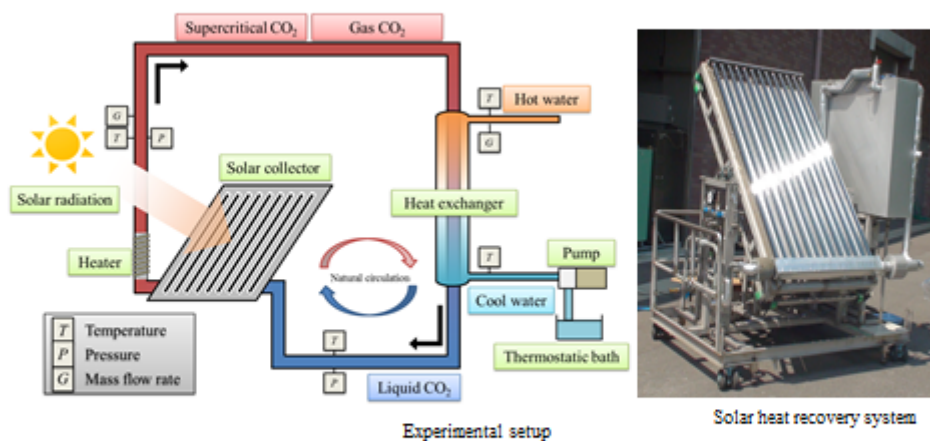 Supercritical CO₂
Gas CO₂
T
Hot water
G
G
T
P
Solar collector
Solar radiation
Heat exchanger
Heater
T
Pump
Natural circulation
Cool water
T Temperature
P Pressure
G Mass flow rate
T
P
Thermostatic bath
Liquid CO₂
Experimental setup
Solar heat recovery system